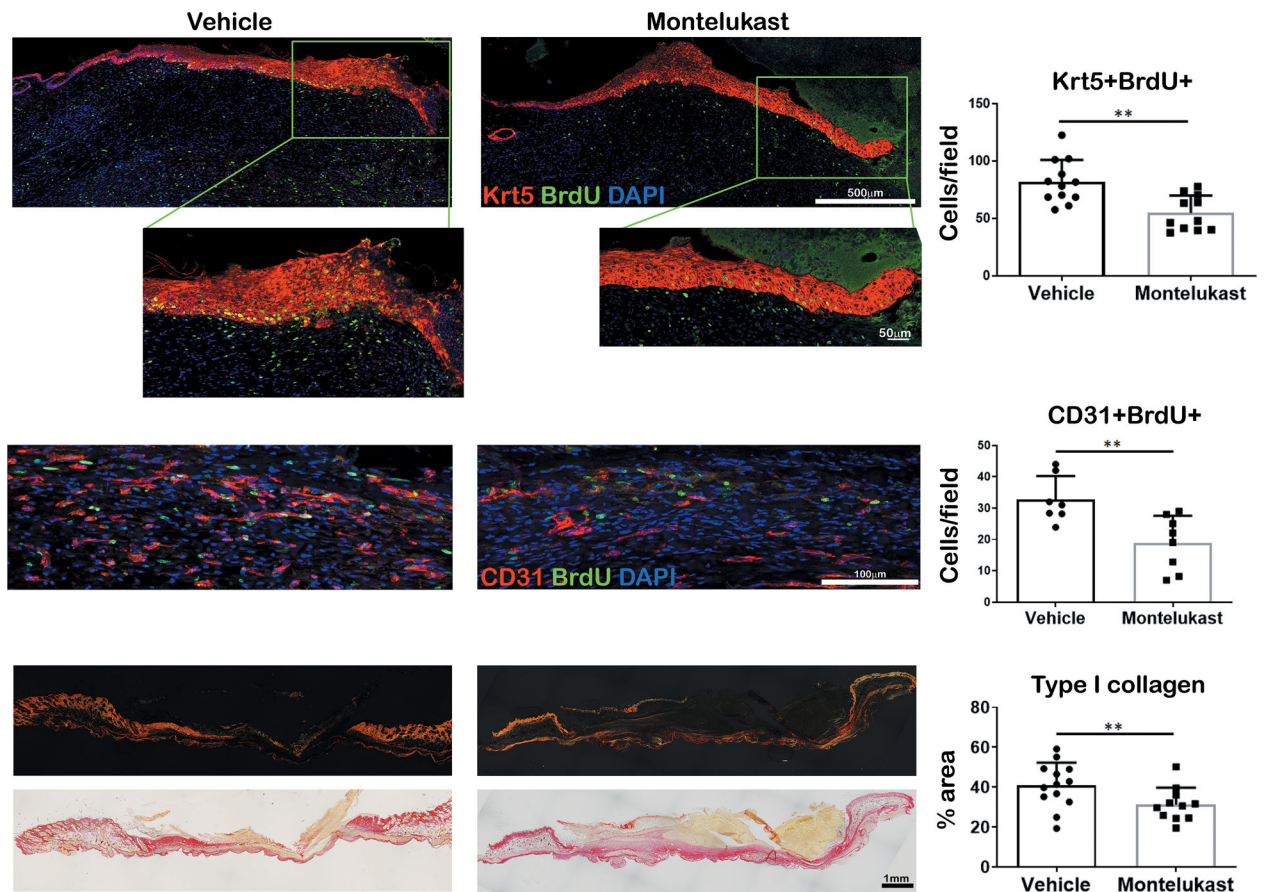 Vehicle
Montelukast
Krt5 BrdU DAPI
500μm
50μm
Krt5+BrdU+
**
Cells/field
150
100
50
0
Vehicle
Montelukast
CD31 BrdU DAPI
100μm
CD31+BrdU+
**
Cells/field
50
40
30
20
10
0
Vehicle
Montelukast
1mm
Type I collagen
**
% area
80
60
40
20
0
Vehicle
Montelukast